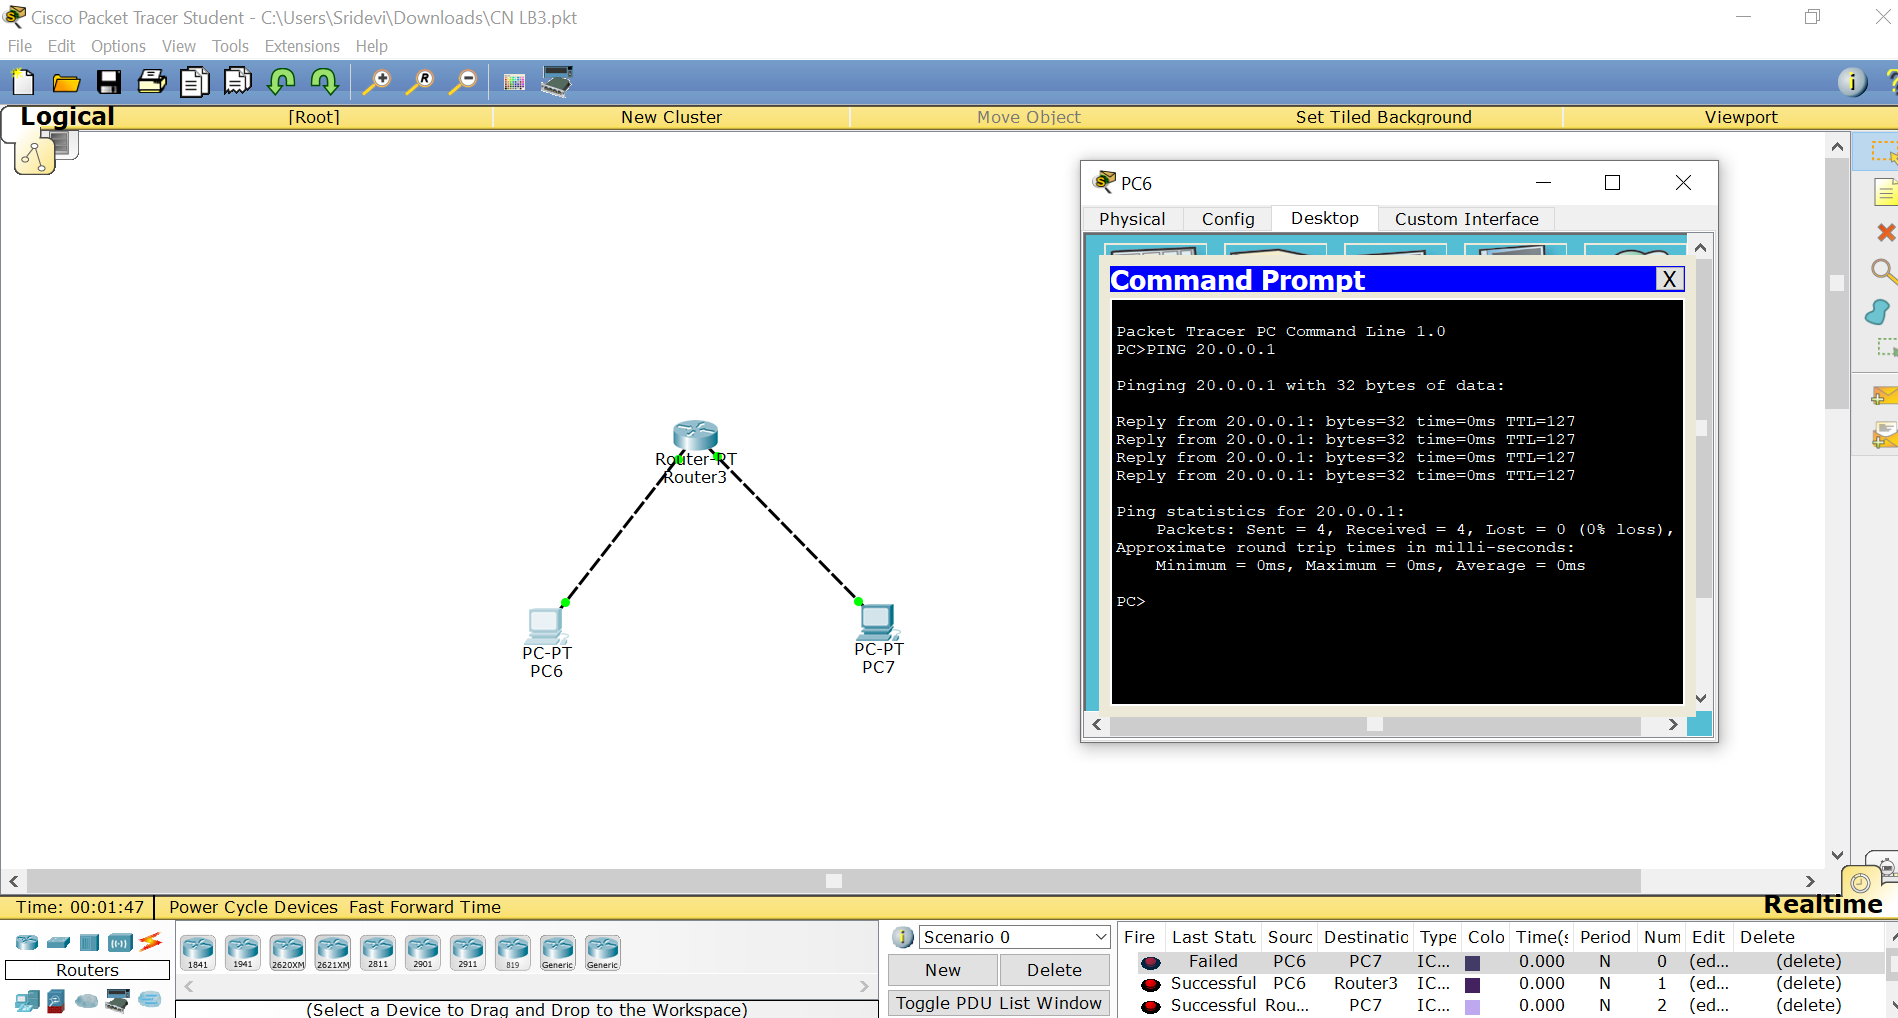 Cisco Packet Tracer Student - C:\Users\Sridevi\Downloads\CN LB3.pkt
File Edit Options View Tools Extensions Help
Logical [Root] New Cluster Move Object Set Tiled Background Viewport
PC6
Physical Config Desktop Custom Interface
Command Prompt X
Packet Tracer PC Command Line 1.0
PC>PING 20.0.0.1
Pinging 20.0.0.1 with 32 bytes of data:
Reply from 20.0.0.1: bytes=32 time=0ms TTL=127
Reply from 20.0.0.1: bytes=32 time=0ms TTL=127
Reply from 20.0.0.1: bytes=32 time=0ms TTL=127
Reply from 20.0.0.1: bytes=32 time=0ms TTL=127
Ping statistics for 20.0.0.1:
Packets: Sent = 4, Received = 4, Lost = 0 (0% loss),
Approximate round trip times in milli-seconds:
Minimum = 0ms, Maximum = 0ms, Average = 0ms
PC>
Router-PT
Router3
PC-PT
PC6
PC-PT
PC7
Time: 00:01:47 Power Cycle Devices Fast Forward Time
Realtime
Routers
1841 1941 2620XM 2621XM 2811 2901 2911 819 Generic Generic
(Select a Device to Drag and Drop to the Workspace)
Scenario 0
New Delete
Toggle PDU List Window
Fire Last Statu Sourc Destinatio Type Colo Time(s Period Num Edit Delete
Failed PC6 PC7 IC... 0.000 N 0 (ed... (delete)
Successful PC6 Router3 IC... 0.000 N 1 (ed... (delete)
Successful Rou... PC7 IC... 0.000 N 2 (ed... (delete)